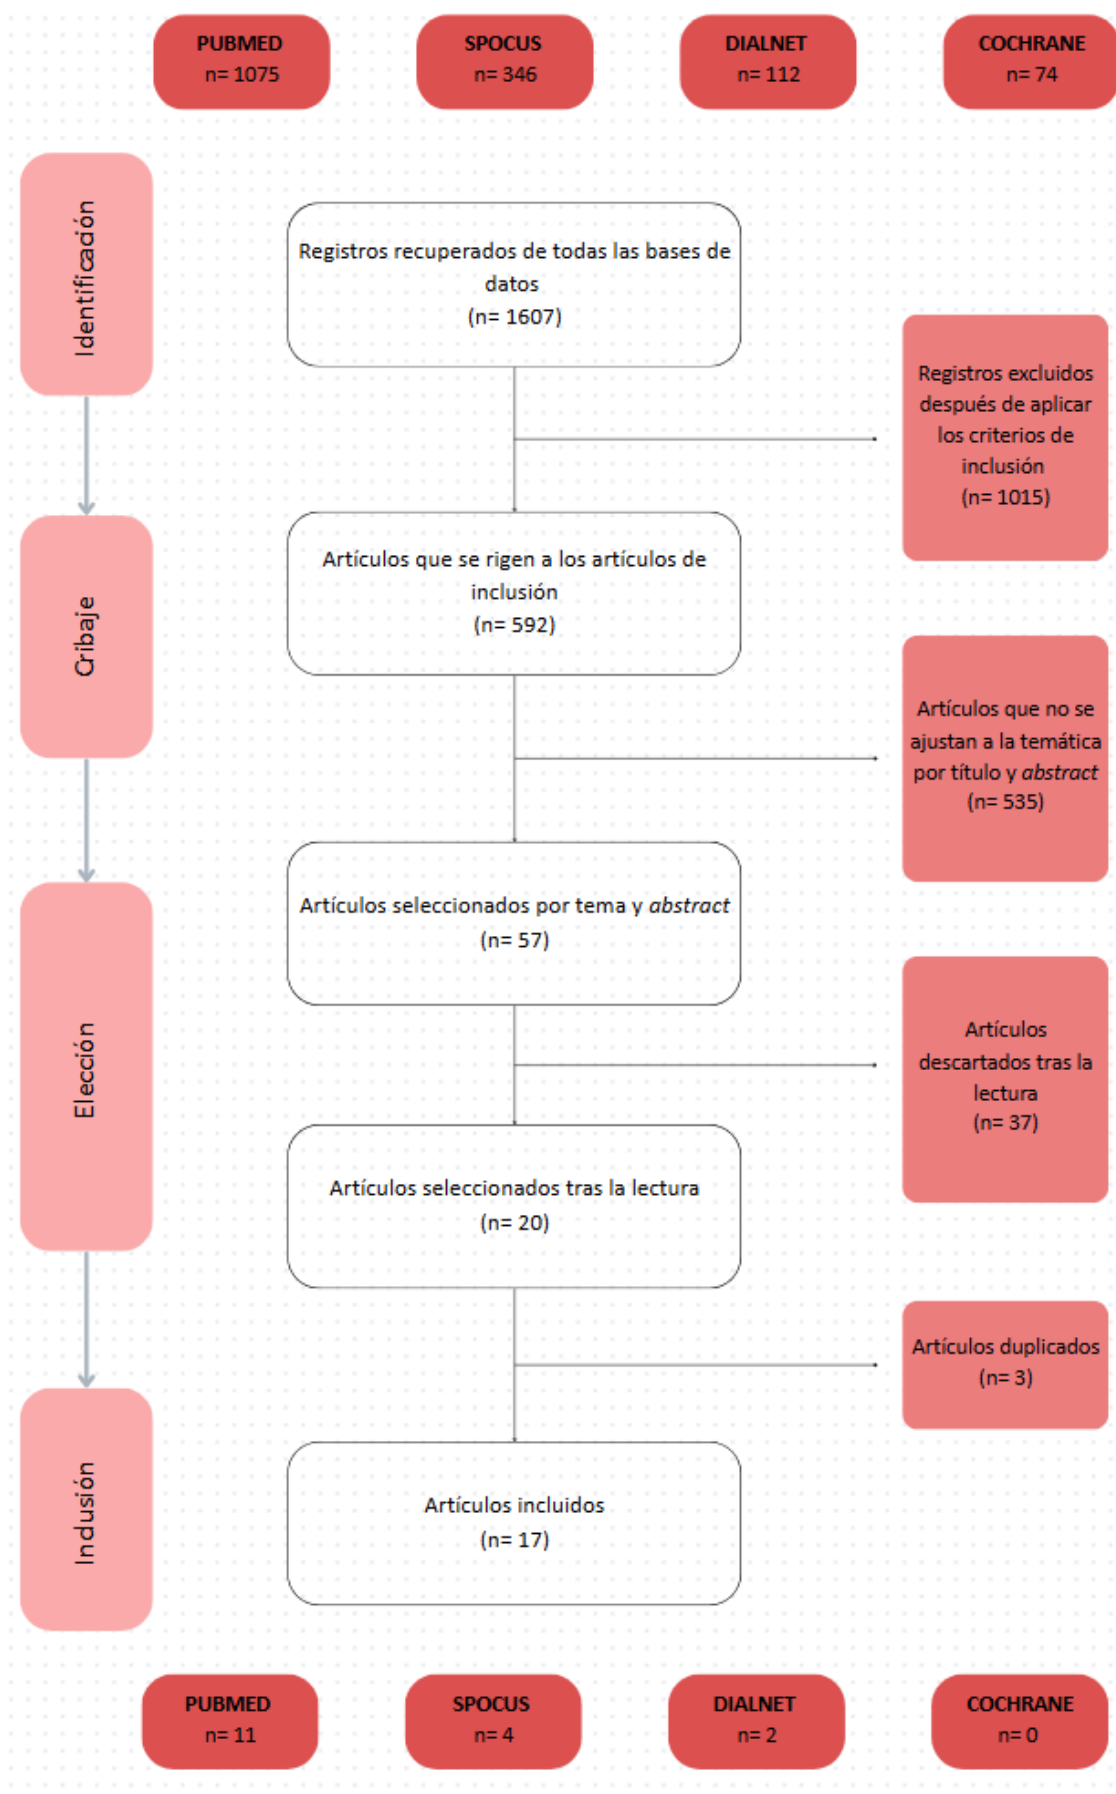 PUBMED
n= 1075
SPOCUS
n= 346
DIALNET
n= 112
COCHRANE
n= 74
Identificación
Registros recuperados de todas las bases de
datos
(n= 1607)
Registros excluidos
después de aplicar
los criterios de
inclusión
(n= 1015)
Cribaje
Artículos que se rigen a los artículos de
inclusión
(n= 592)
Artículos que no se
ajustan a la temática
por título y abstract
(n= 535)
Elección
Artículos seleccionados por tema y abstract
(n= 57)
Artículos
descartados tras la
lectura
(n= 37)
Artículos seleccionados tras la lectura
(n= 20)
Artículos duplicados
(n= 3)
Inclusión
Artículos incluidos
(n= 17)
PUBMED
n= 11
SPOCUS
n= 4
DIALNET
n= 2
COCHRANE
n= 0